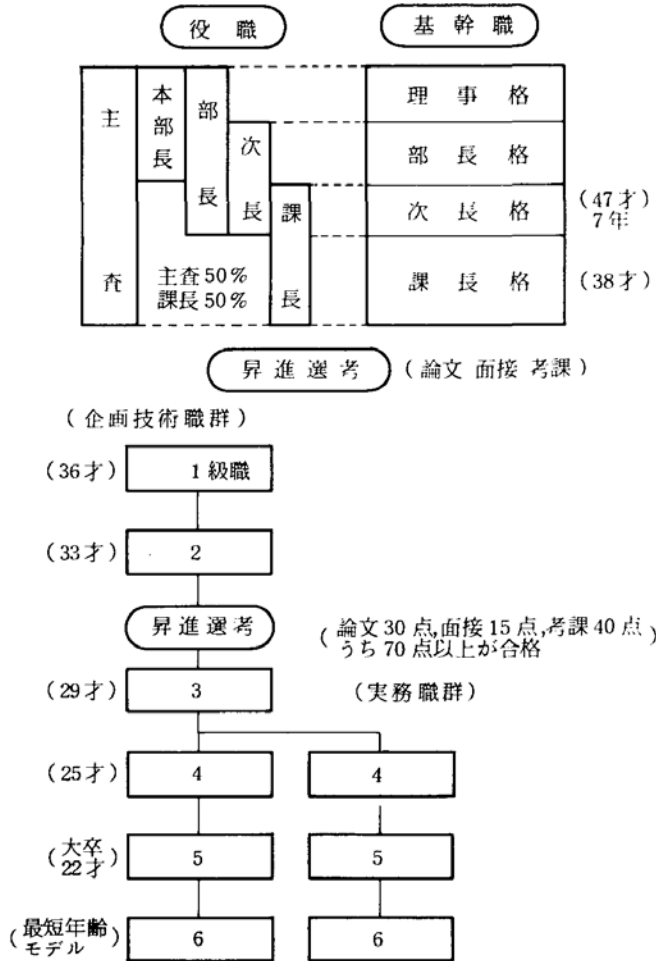 役職
基幹職
主査
本部長
部長
次長
課長
主査50%
課長50%
理事格
部長格
次長格
(47才)
7年
課長格
(38才)
昇進選考
(論文 面接 考課)
(企画技術職群)
(36才)
1級職
(33才)
2
昇進選考
(論文30点,面接15点,考課40点
うち70点以上が合格)
(29才)
3
(実務職群)
(25才)
4
4
(大卒
22才)
5
5
(最短年齢
モデル)
6
6